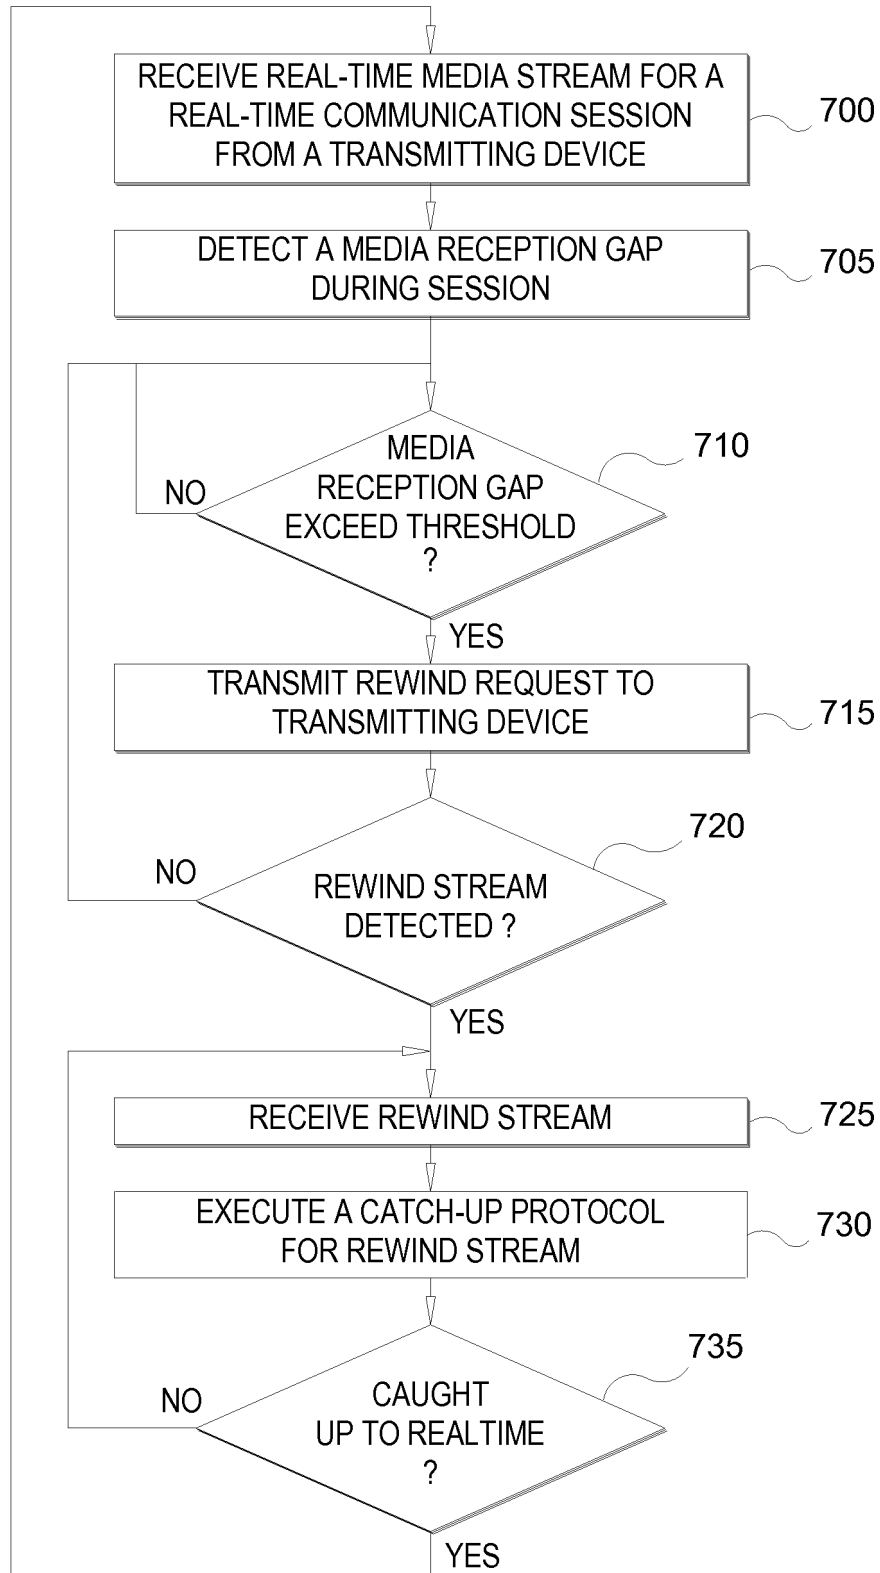 RECEIVE REAL-TIME MEDIA STREAM FOR A
REAL-TIME COMMUNICATION SESSION
FROM A TRANSMITTING DEVICE
700
DETECT A MEDIA RECEPTION GAP
DURING SESSION
705
MEDIA
RECEPTION GAP
EXCEED THRESHOLD
?
710
NO
YES
TRANSMIT REWIND REQUEST TO
TRANSMITTING DEVICE
715
REWIND STREAM
DETECTED ?
720
NO
YES
RECEIVE REWIND STREAM
725
EXECUTE A CATCH-UP PROTOCOL
FOR REWIND STREAM
730
CAUGHT
UP TO REALTIME
?
735
NO
YES